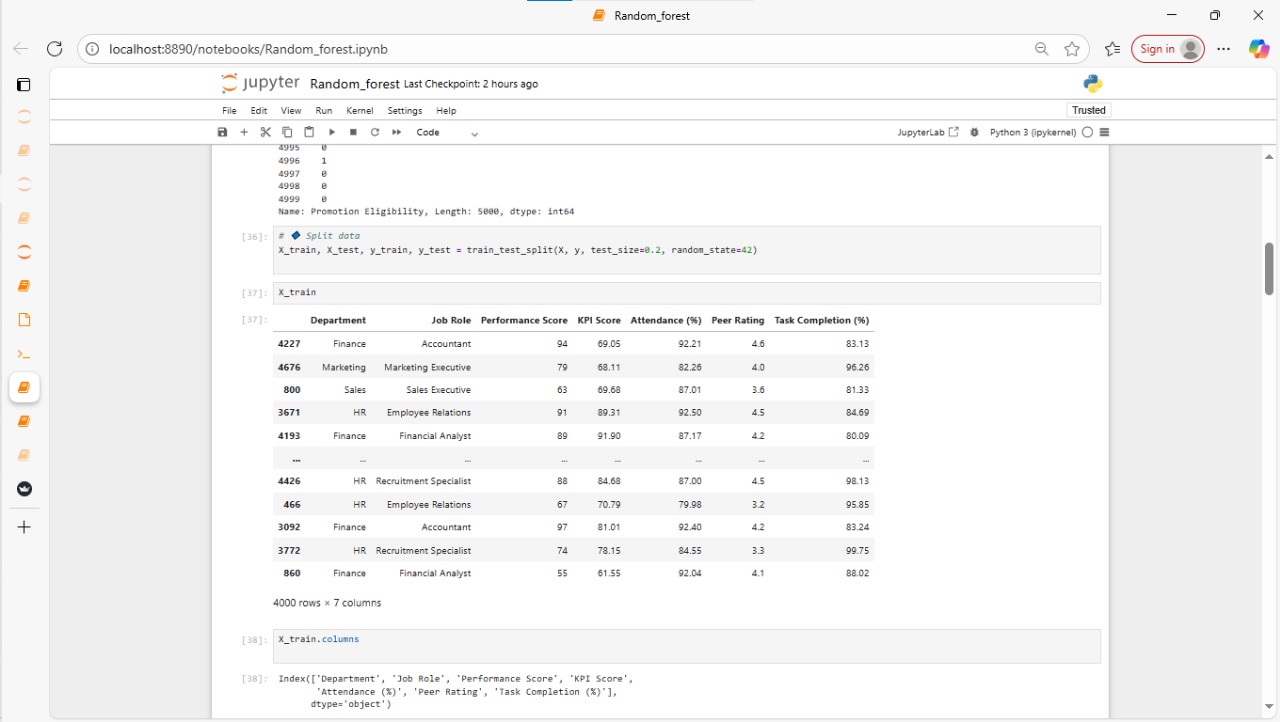 Random_forest
localhost:8890/notebooks/Random_forest.ipynb
Sign in
jupyter Random_forest Last Checkpoint: 2 hours ago
File Edit View Run Kernel Settings Help
Trusted
Code
JupyterLab Python 3 (ipykernel)
4995 0
4996 1
4997 0
4998 0
4999 0
Name: Promotion Eligibility, Length: 5000, dtype: int64
[36]: # Split data
X_train, X_test, y_train, y_test = train_test_split(X, y, test_size=0.2, random_state=42)
[37]: X_train
[37]: Department Job Role Performance Score KPI Score Attendance (%) Peer Rating Task Completion (%)
4227 Finance Accountant 94 69.05 92.21 4.6 83.13
4676 Marketing Marketing Executive 79 68.11 82.26 4.0 96.26
800 Sales Sales Executive 63 69.68 87.01 3.6 81.33
3671 HR Employee Relations 91 89.31 92.50 4.5 84.69
4193 Finance Financial Analyst 89 91.90 87.17 4.2 80.09
... ... ... ... ... ... ... ...
4426 HR Recruitment Specialist 88 84.68 87.00 4.5 98.13
466 HR Employee Relations 67 70.79 79.98 3.2 95.85
3092 Finance Accountant 97 81.01 92.40 4.2 83.24
3772 HR Recruitment Specialist 74 78.15 84.55 3.3 99.75
860 Finance Financial Analyst 55 61.55 92.04 4.1 88.02
4000 rows × 7 columns
[38]: X_train.columns
[38]: Index(['Department', 'Job Role', 'Performance Score', 'KPI Score',
'Attendance (%)', 'Peer Rating', 'Task Completion (%)'],
dtype='object')